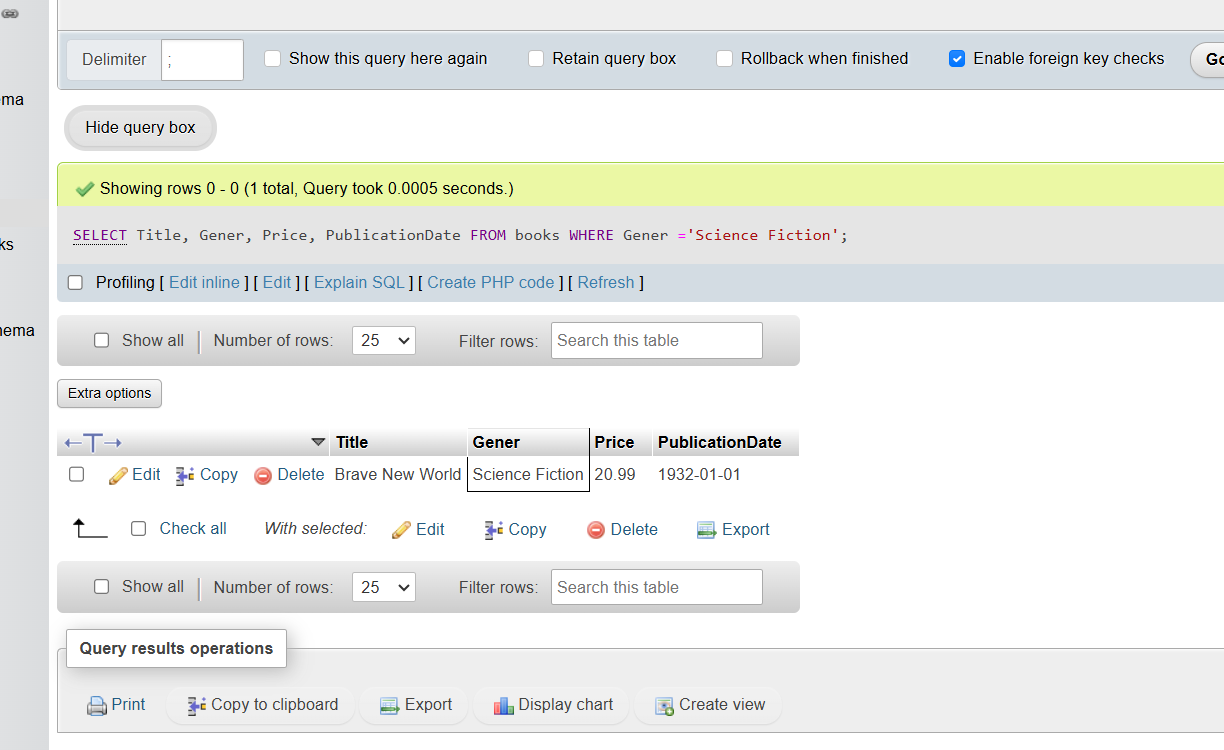 Delimiter ; Show this query here again Retain query box Rollback when finished Enable foreign key checks
ema
Hide query box
Showing rows 0 - 0 (1 total, Query took 0.0005 seconds.)
SELECT Title, Gener, Price, PublicationDate FROM books WHERE Gener ='Science Fiction';
ks
Profiling [ Edit inline ] [ Edit ] [ Explain SQL ] [ Create PHP code ] [ Refresh ]
nema
Show all Number of rows: 25 Filter rows: Search this table
Extra options
Title Gener Price PublicationDate
Edit Copy Delete Brave New World Science Fiction 20.99 1932-01-01
Check all With selected: Edit Copy Delete Export
Show all Number of rows: 25 Filter rows: Search this table
Query results operations
Print Copy to clipboard Export Display chart Create view